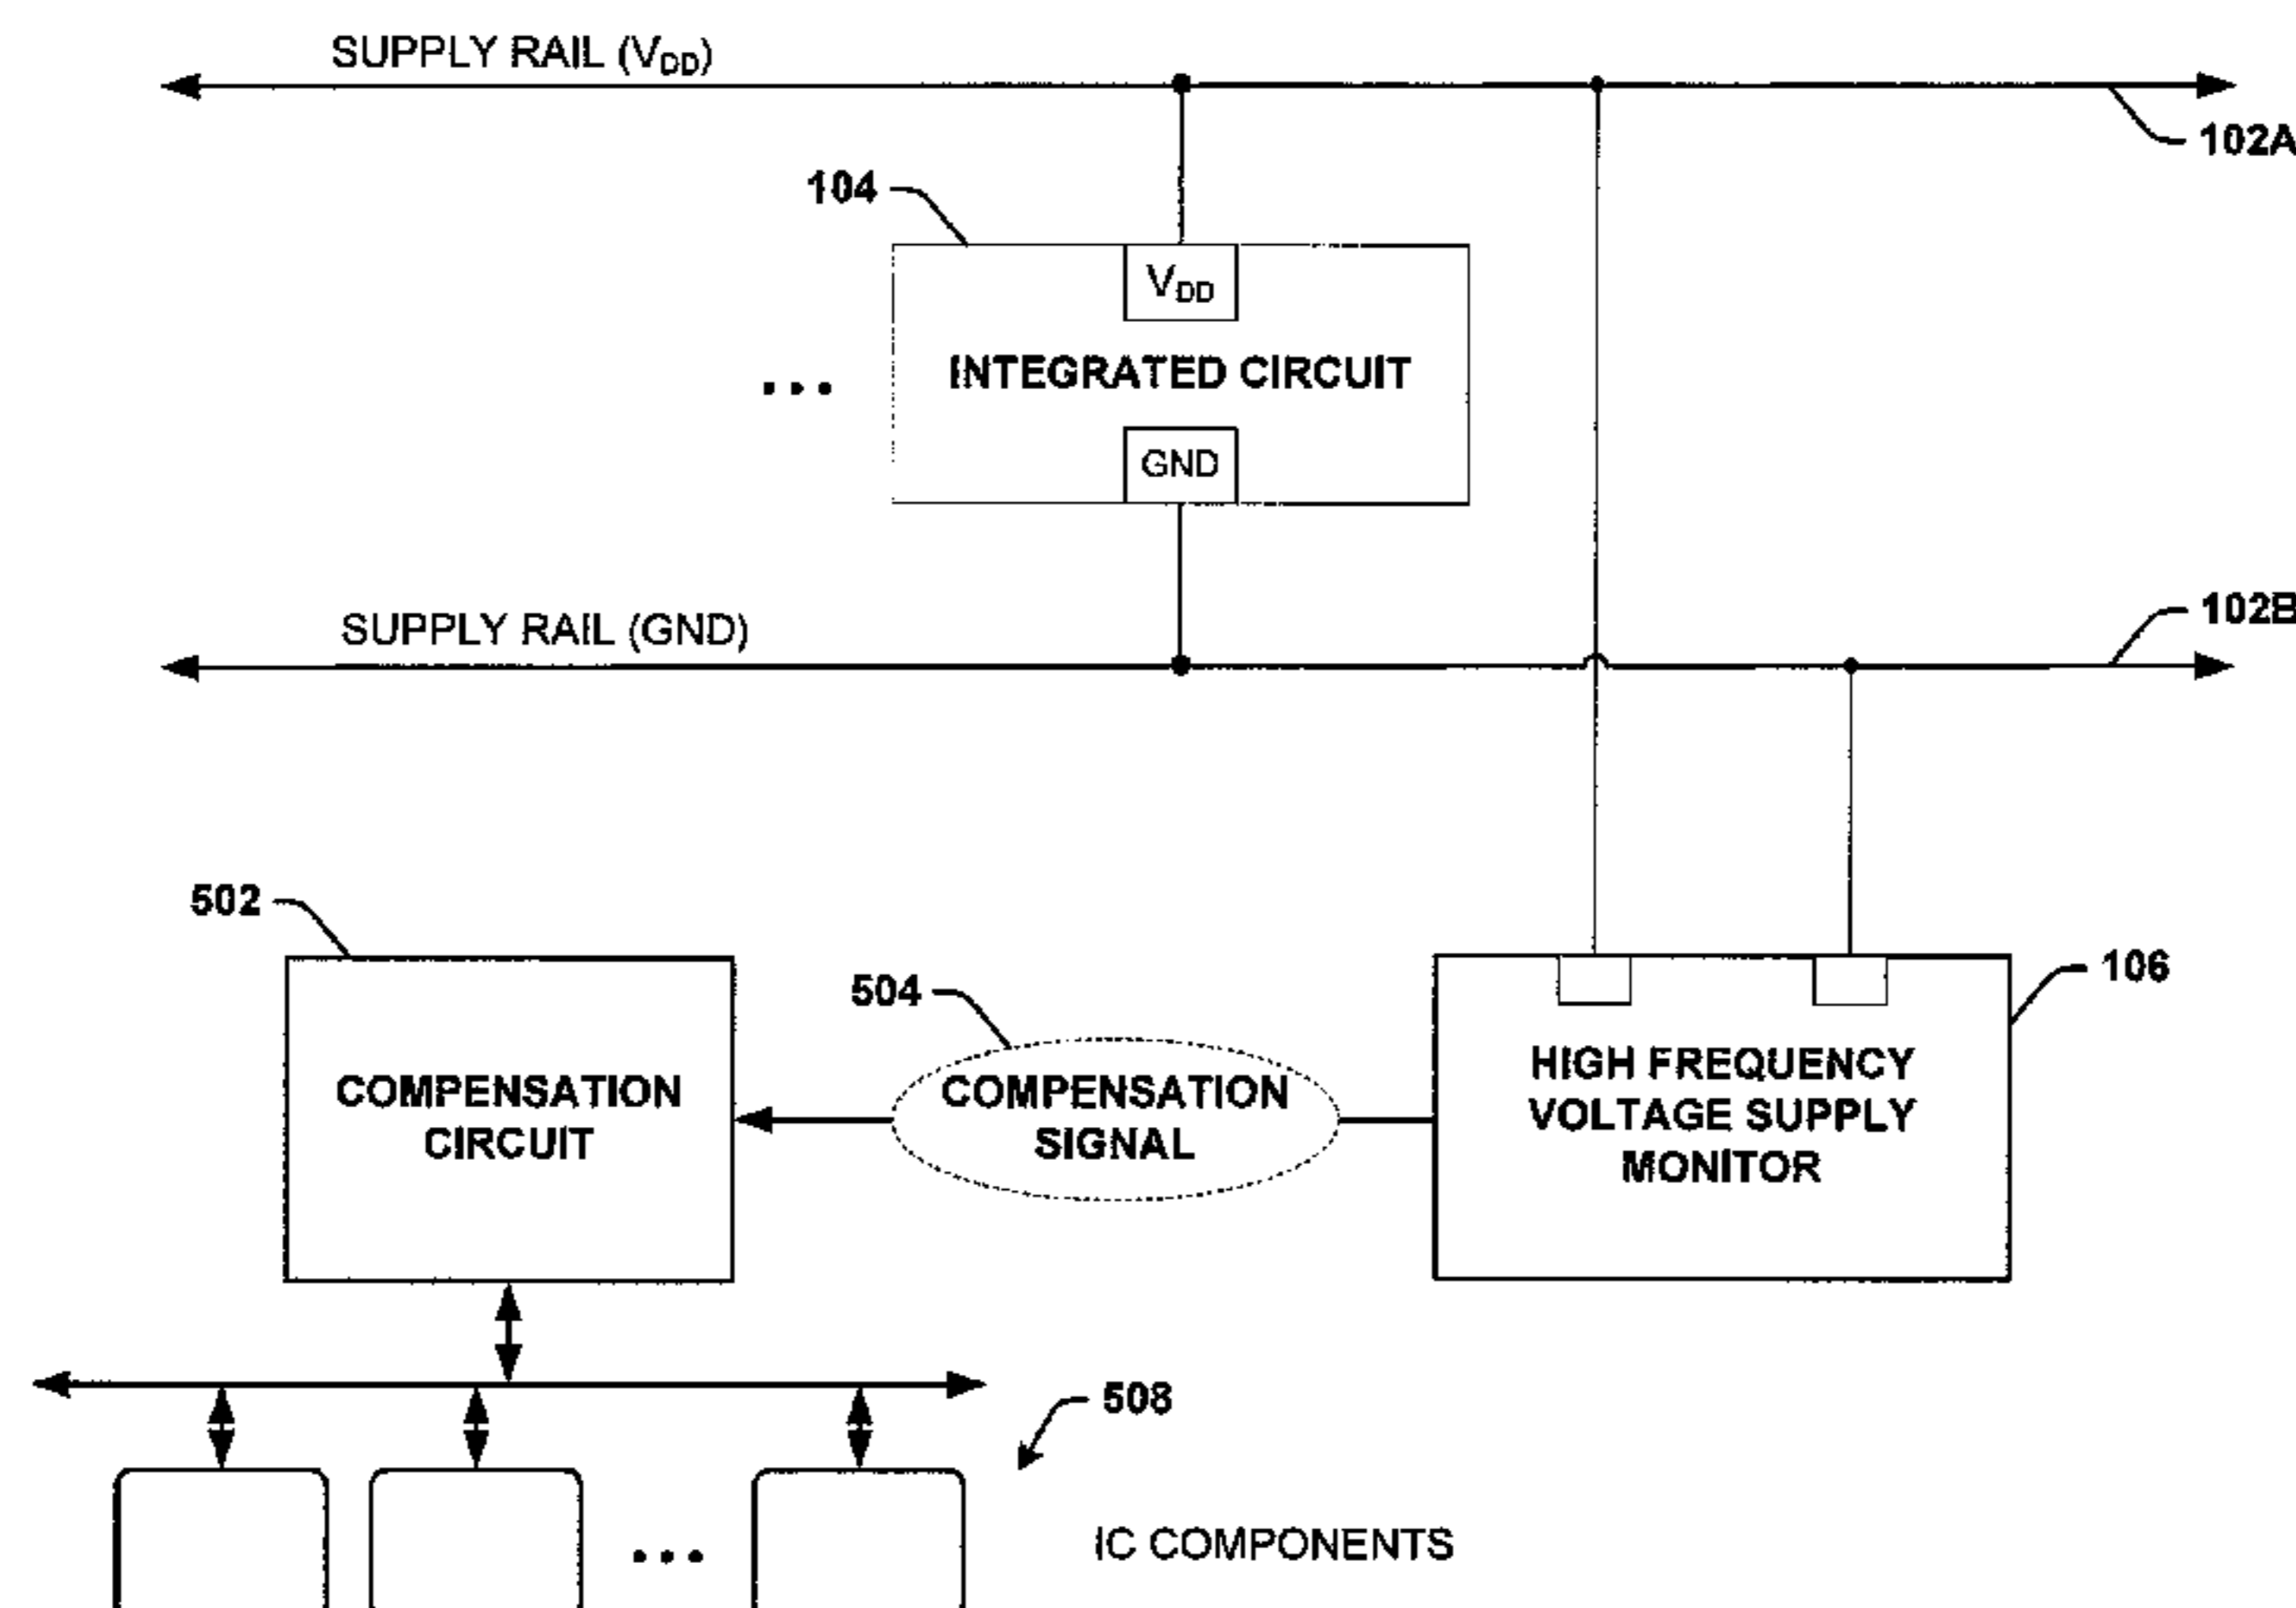 SUPPLY RAIL (VDD)
102A
104
VDD
INTEGRATED CIRCUIT
...
GND
SUPPLY RAIL (GND)
102B
502
504
106
COMPENSATION
CIRCUIT
COMPENSATION
SIGNAL
HIGH FREQUENCY
VOLTAGE SUPPLY
MONITOR
508
...
IC COMPONENTS